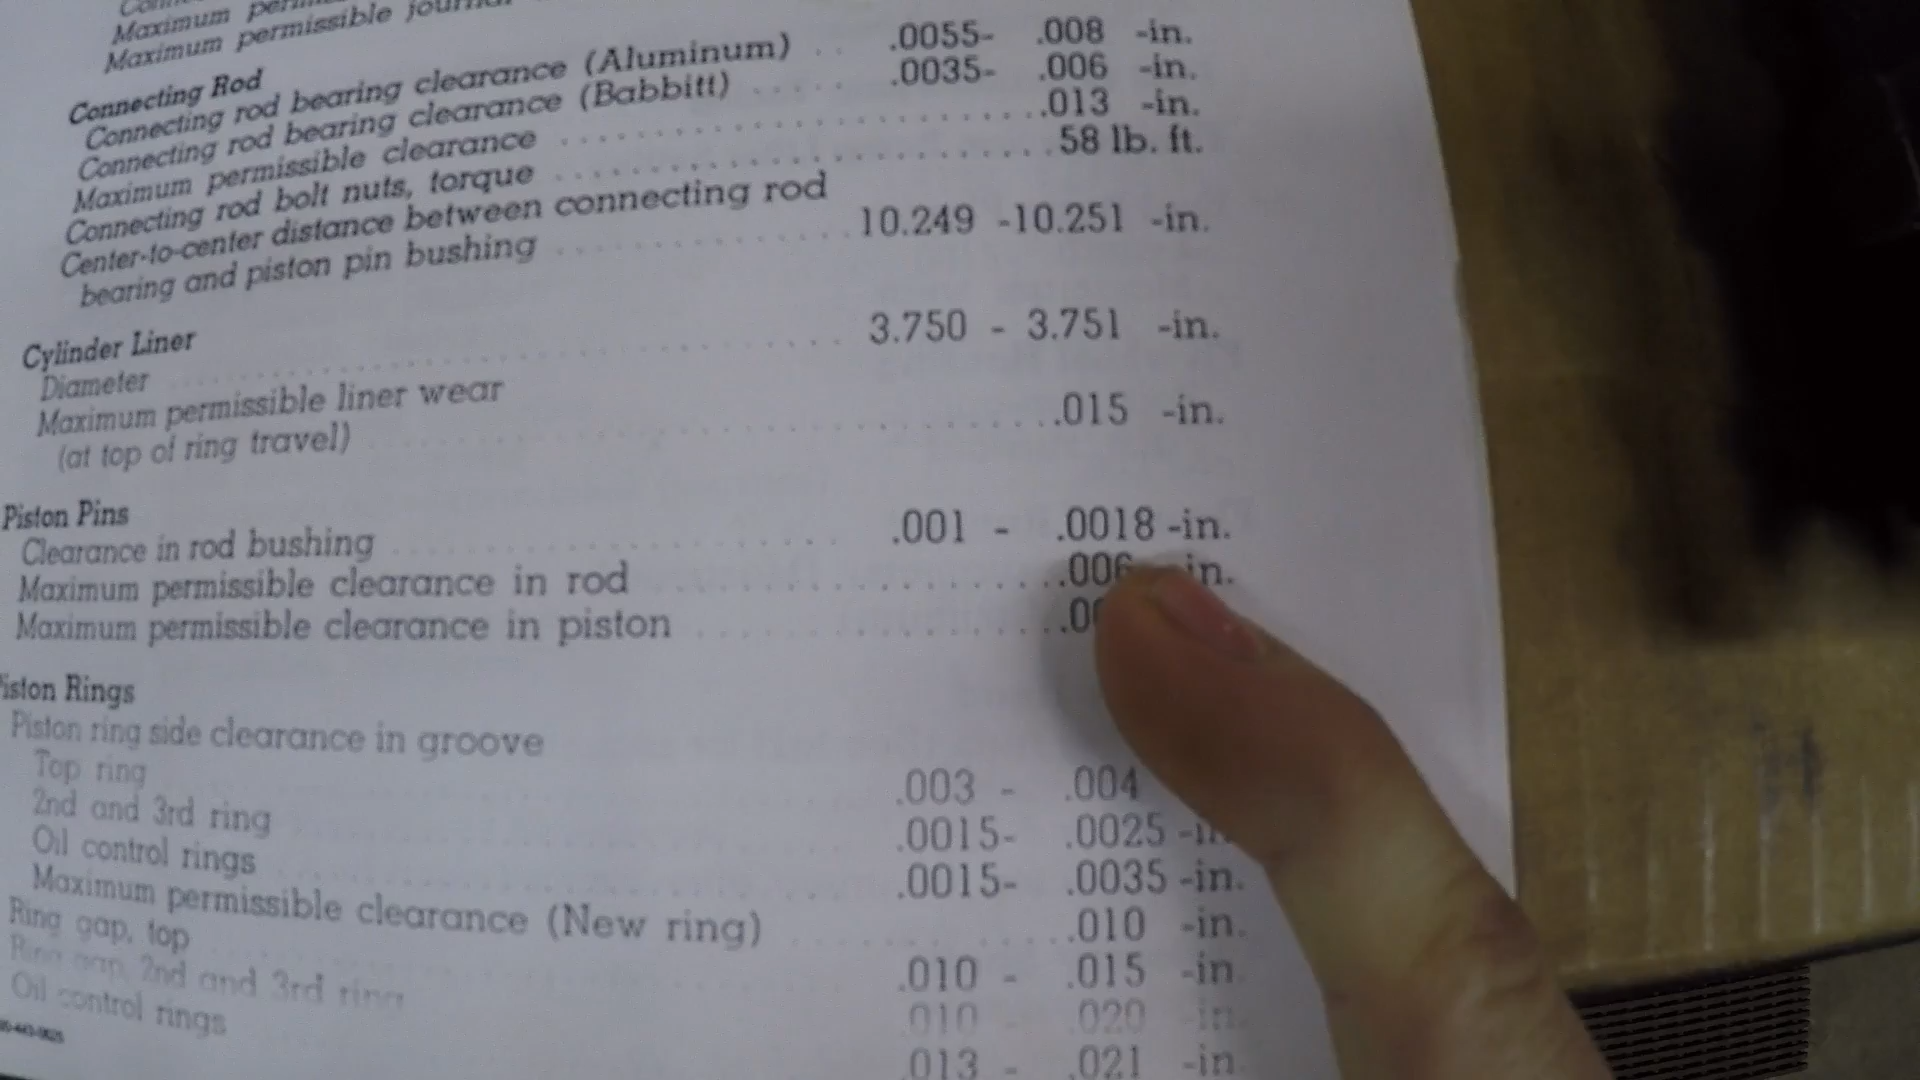 Maximum
Maximum permissible
Connecting Rod
Connecting rod bearing clearance (Aluminum) .0055- .008 -in.
Connecting rod bearing clearance (Babbitt) .0035- .006 -in.
Maximum permissible clearance .013 -in.
Connecting rod bolt nuts, torque 58 lb. ft.
Center-to-center distance between connecting rod
bearing and piston pin bushing 10.249 -10.251 -in.
Cylinder Liner
Diameter 3.750 - 3.751 -in.
Maximum permissible liner wear
(at top of ring travel) .015 -in.
Piston Pins
Clearance in rod bushing .001 - .0018 -in.
Maximum permissible clearance in rod .006 -in.
Maximum permissible clearance in piston
iston Rings
Piston ring side clearance in groove
Top ring .003 - .004
2nd and 3rd ring .0015- .0025 -in.
Oil control rings .0015- .0035 -in.
Maximum permissible clearance (New ring) .010 -in.
Ring gap, top .010 - .015 -in.
Ring gap, 2nd and 3rd ring .010 - .020 -in.
Oil control rings .013 - .021 -in